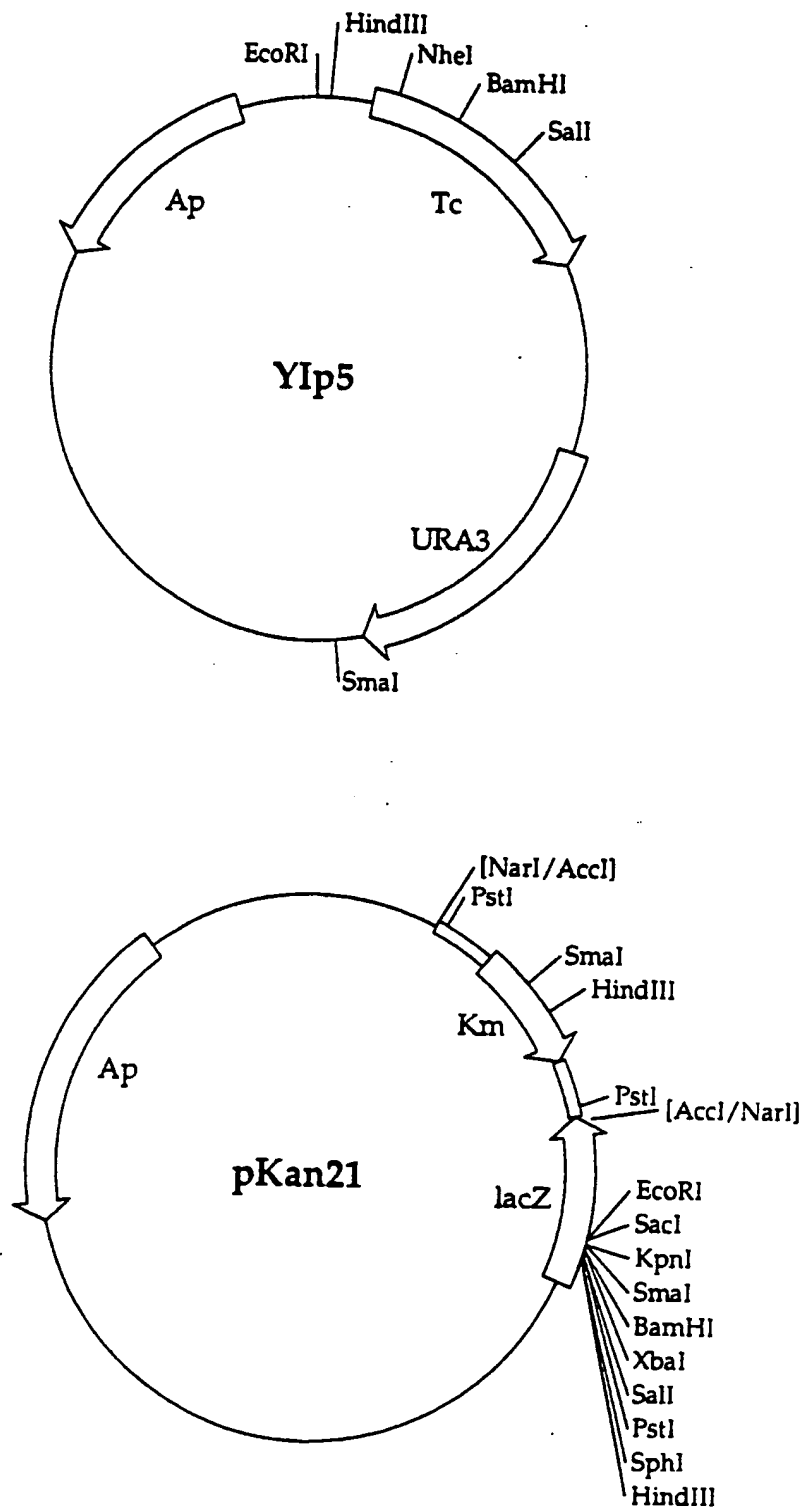 HindIII
EcoRI
NheI
BamHI
SalI
Ap
Tc
YIp5
URA3
SmaI
[NarI/AccI]
PstI
SmaI
HindIII
Km
Ap
PstI
[AccI/NarI]
pKan21
lacZ
EcoRI
SacI
KpnI
SmaI
BamHI
XbaI
SalI
PstI
SphI
HindIII